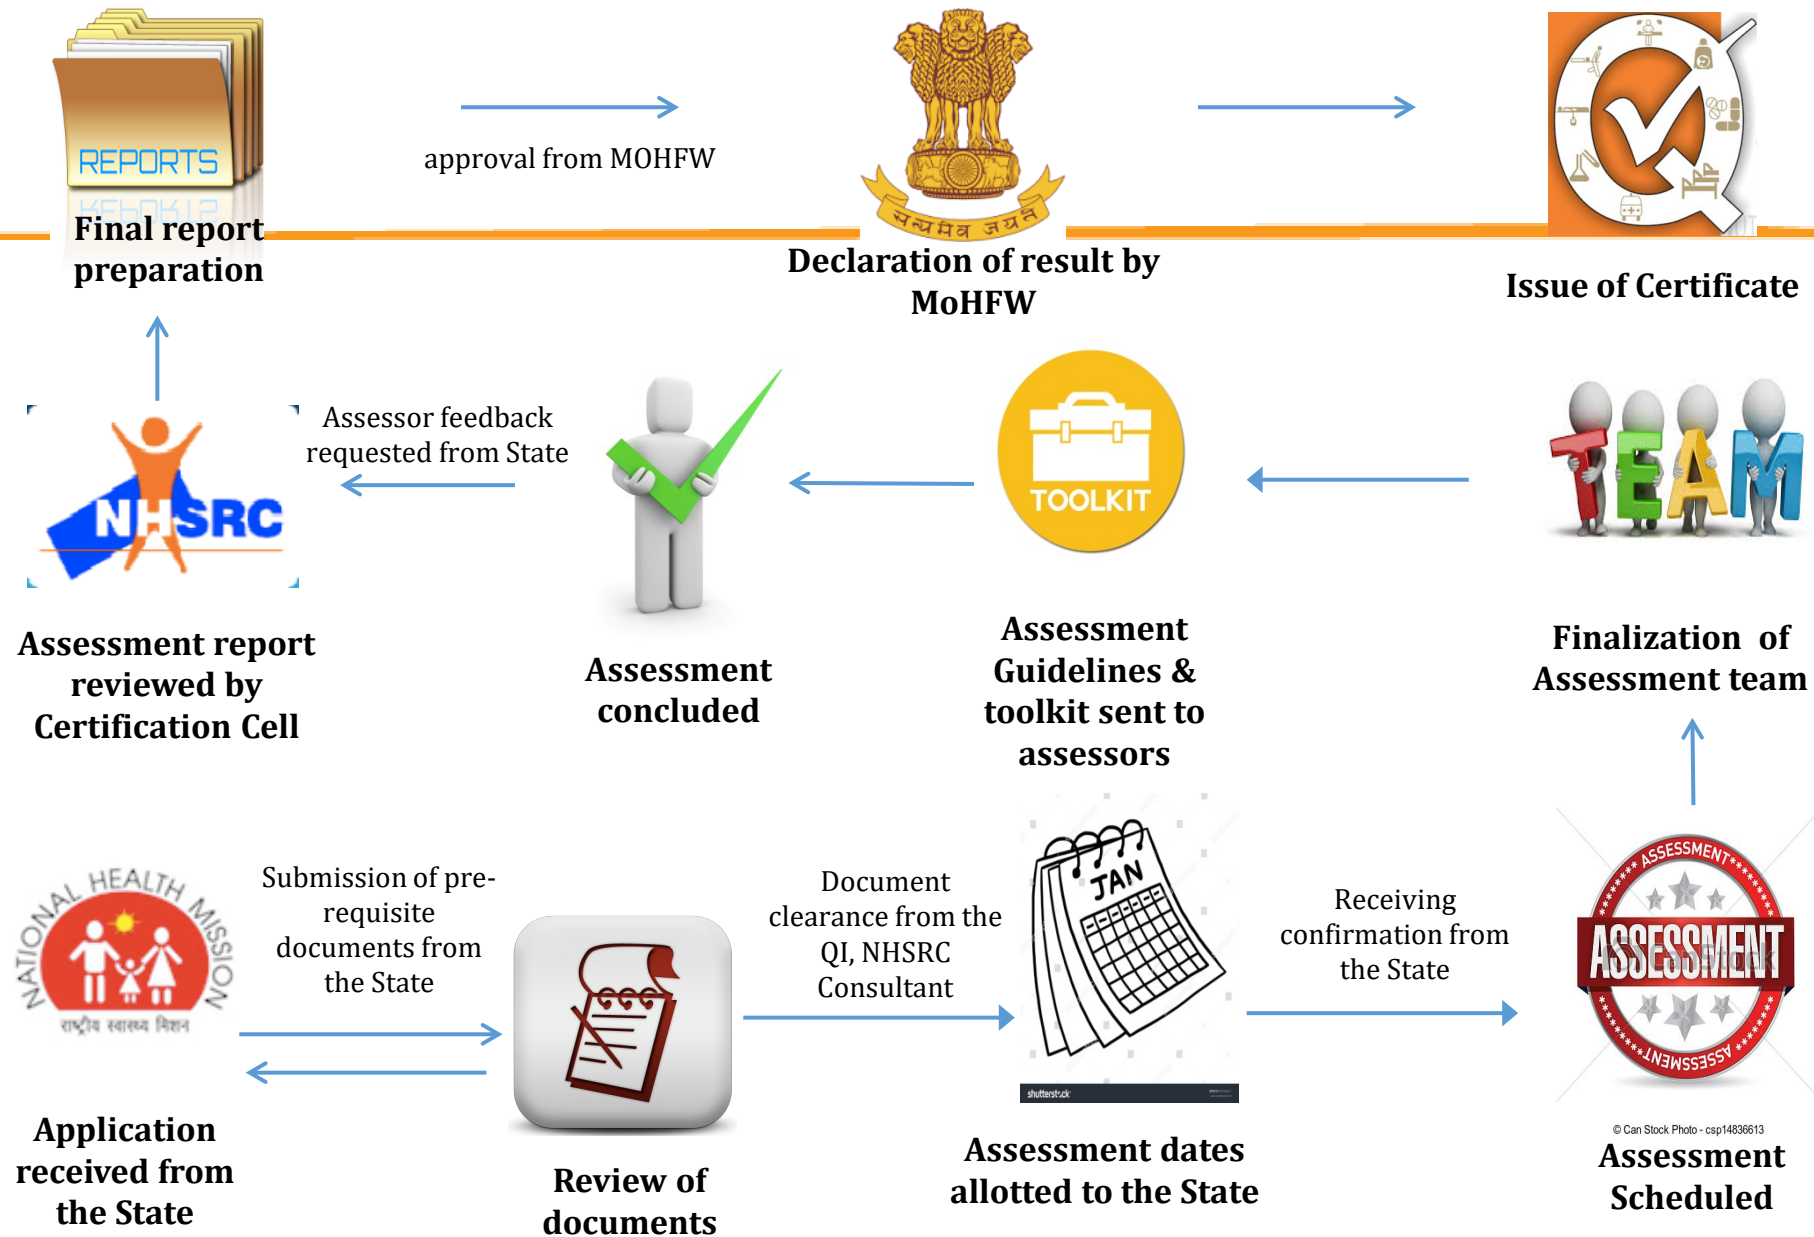 REPORTS
Final report
preparation
approval from MOHFW
सत्यमेव जयते
Declaration of result by
MoHFW
Issue of Certificate
NHSRC
Assessment report
reviewed by
Certification Cell
Assessor feedback
requested from State
Assessment
concluded
TOOLKIT
Assessment
Guidelines &
toolkit sent to
assessors
TEAM
Finalization of
Assessment team
NATIONAL HEALTH MISSION
राष्ट्रीय स्वास्थ्य मिशन
Application
received from
the State
Submission of pre-
requisite
documents from
the State
Review of
documents
Document
clearance from the
QI, NHSRC
Consultant
JAN
shutterstock
Assessment dates
allotted to the State
Receiving
confirmation from
the State
ASSESSMENT
ASSESSMENT
ASSESSMENT
© Can Stock Photo - csp14836613
Assessment
Scheduled